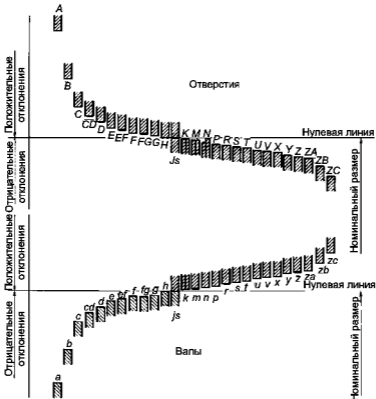 A
B
C
CD
D
E
EF
F
FG
G
H
Js
K
M
N
P
R
S
T
U
V
X
Y
Z
ZA
ZB
ZC
Отверстия
Нулевая линия
Положительные отклонения
Отрицательные отклонения
Номинальный размер
Положительные отклонения
Отрицательные отклонения
a
b
c
cd
d
e
ef
f
fg
g
h
js
k
m
n
p
r
s
t
u
v
x
y
z
za
zb
zc
Нулевая линия
Валы
Номинальный размер